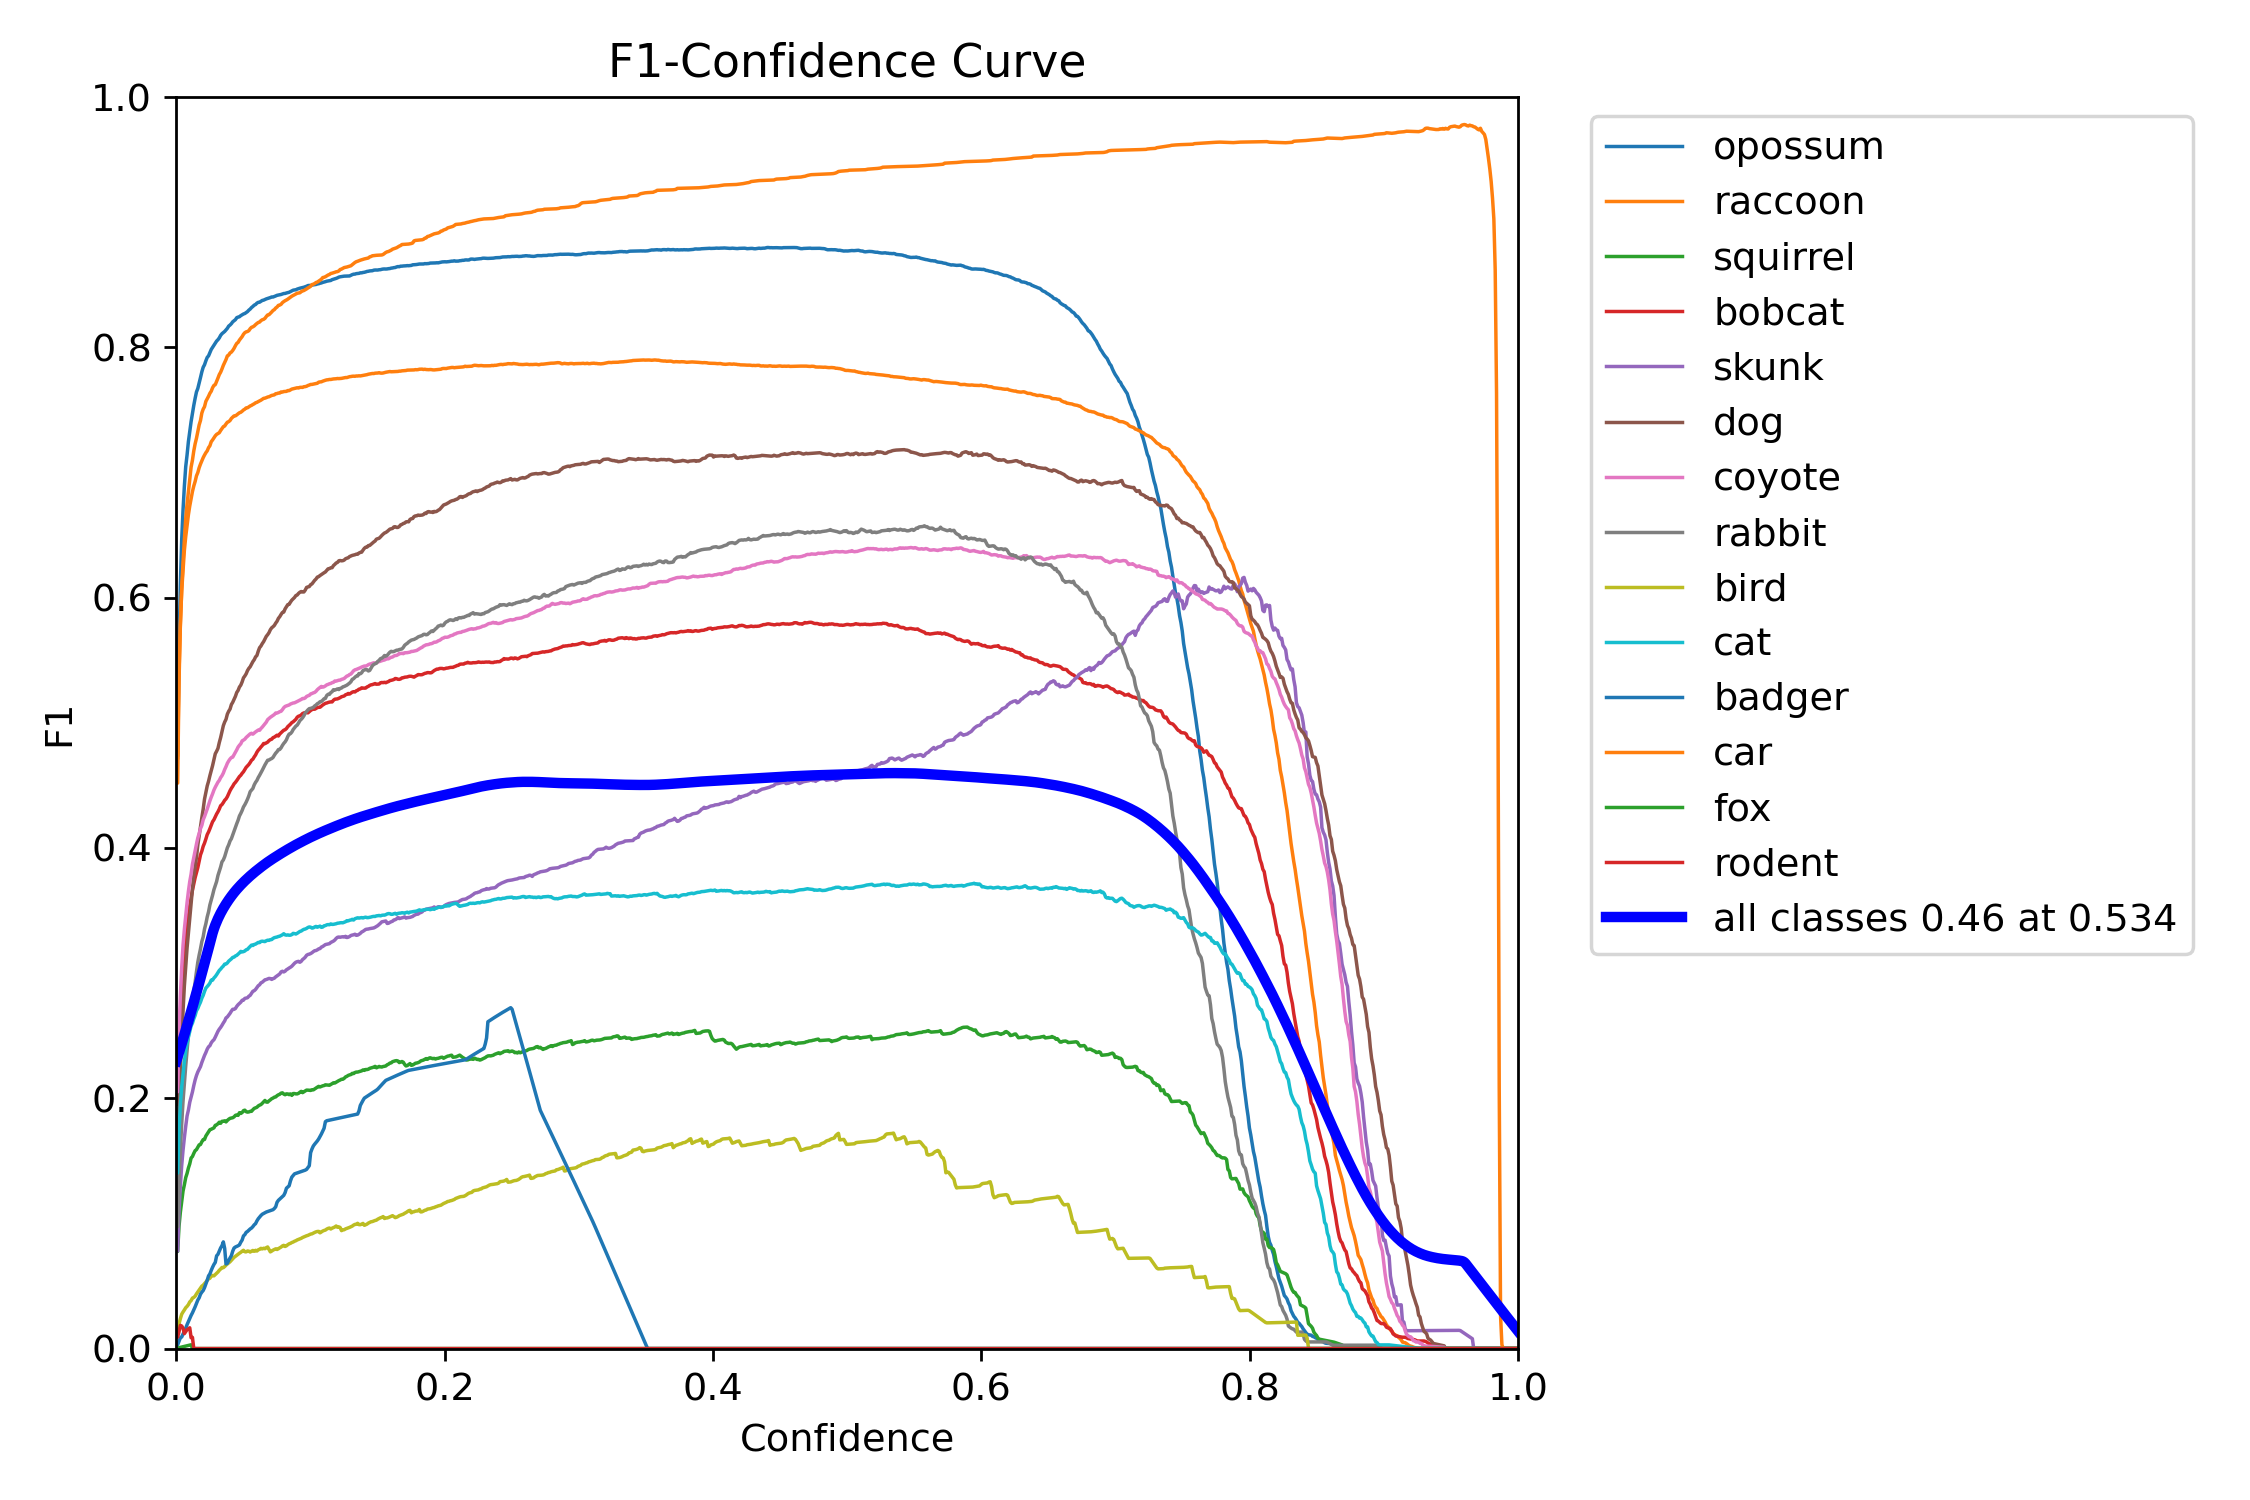 F1-Confidence Curve
1.0
0.8
0.6
0.4
0.2
0.0
F1
0.0 0.2 0.4 0.6 0.8 1.0
Confidence
opossum
raccoon
squirrel
bobcat
skunk
dog
coyote
rabbit
bird
cat
badger
car
fox
rodent
all classes 0.46 at 0.534